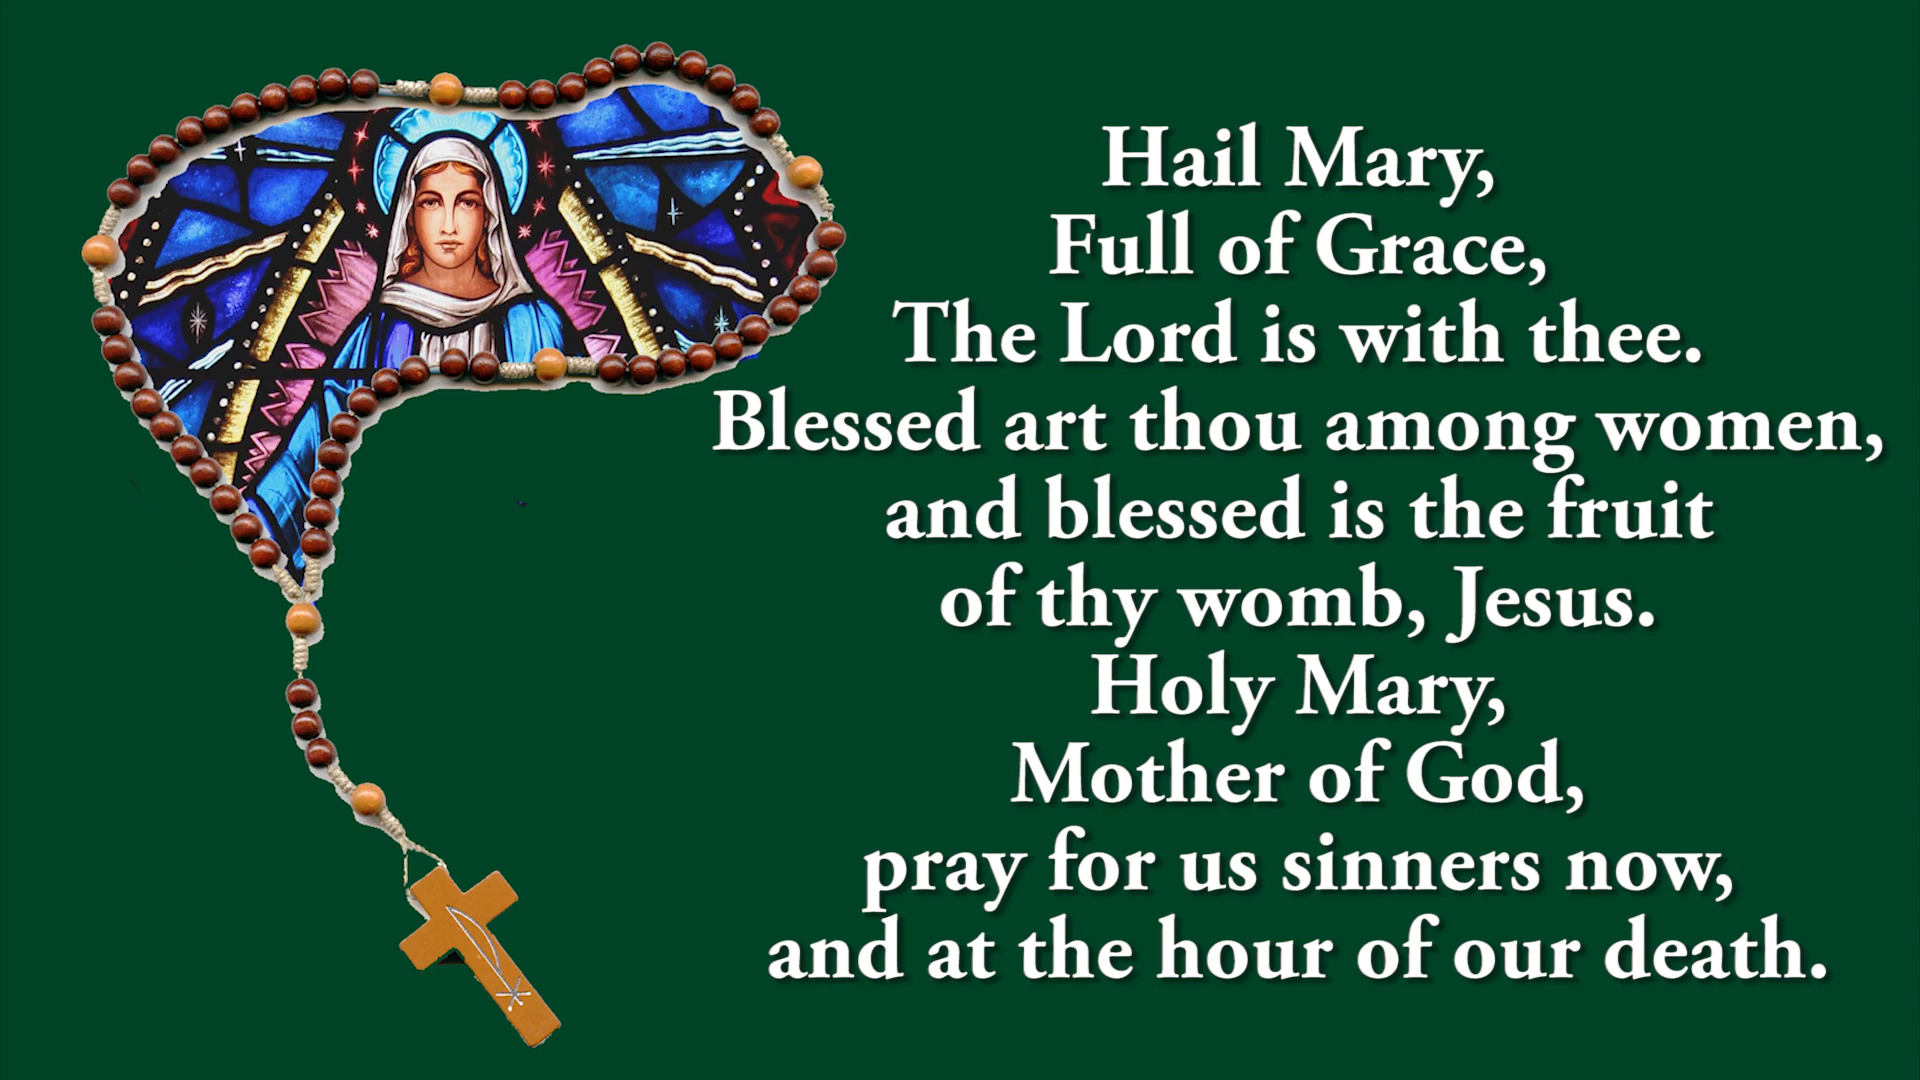 Hail Mary,
Full of Grace,
The Lord is with thee.
Blessed art thou among women,
and blessed is the fruit
of thy womb, Jesus.
Holy Mary,
Mother of God,
pray for us sinners now,
and at the hour of our death.